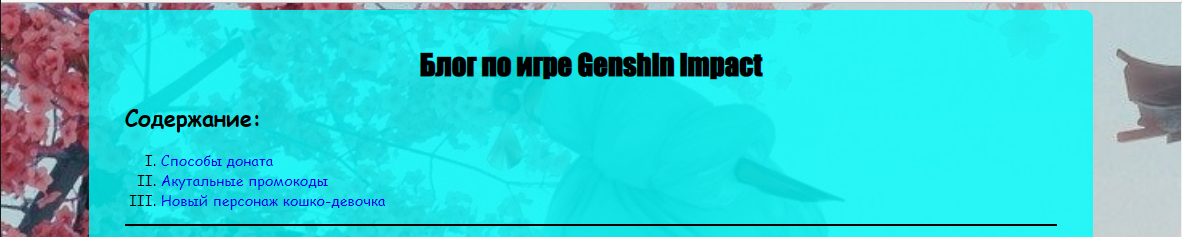 Блог по игре Genshin Impact
Содержание:
I. Способы доната
II. Акутальные промокоды
III. Новый персонаж кошко-девочка